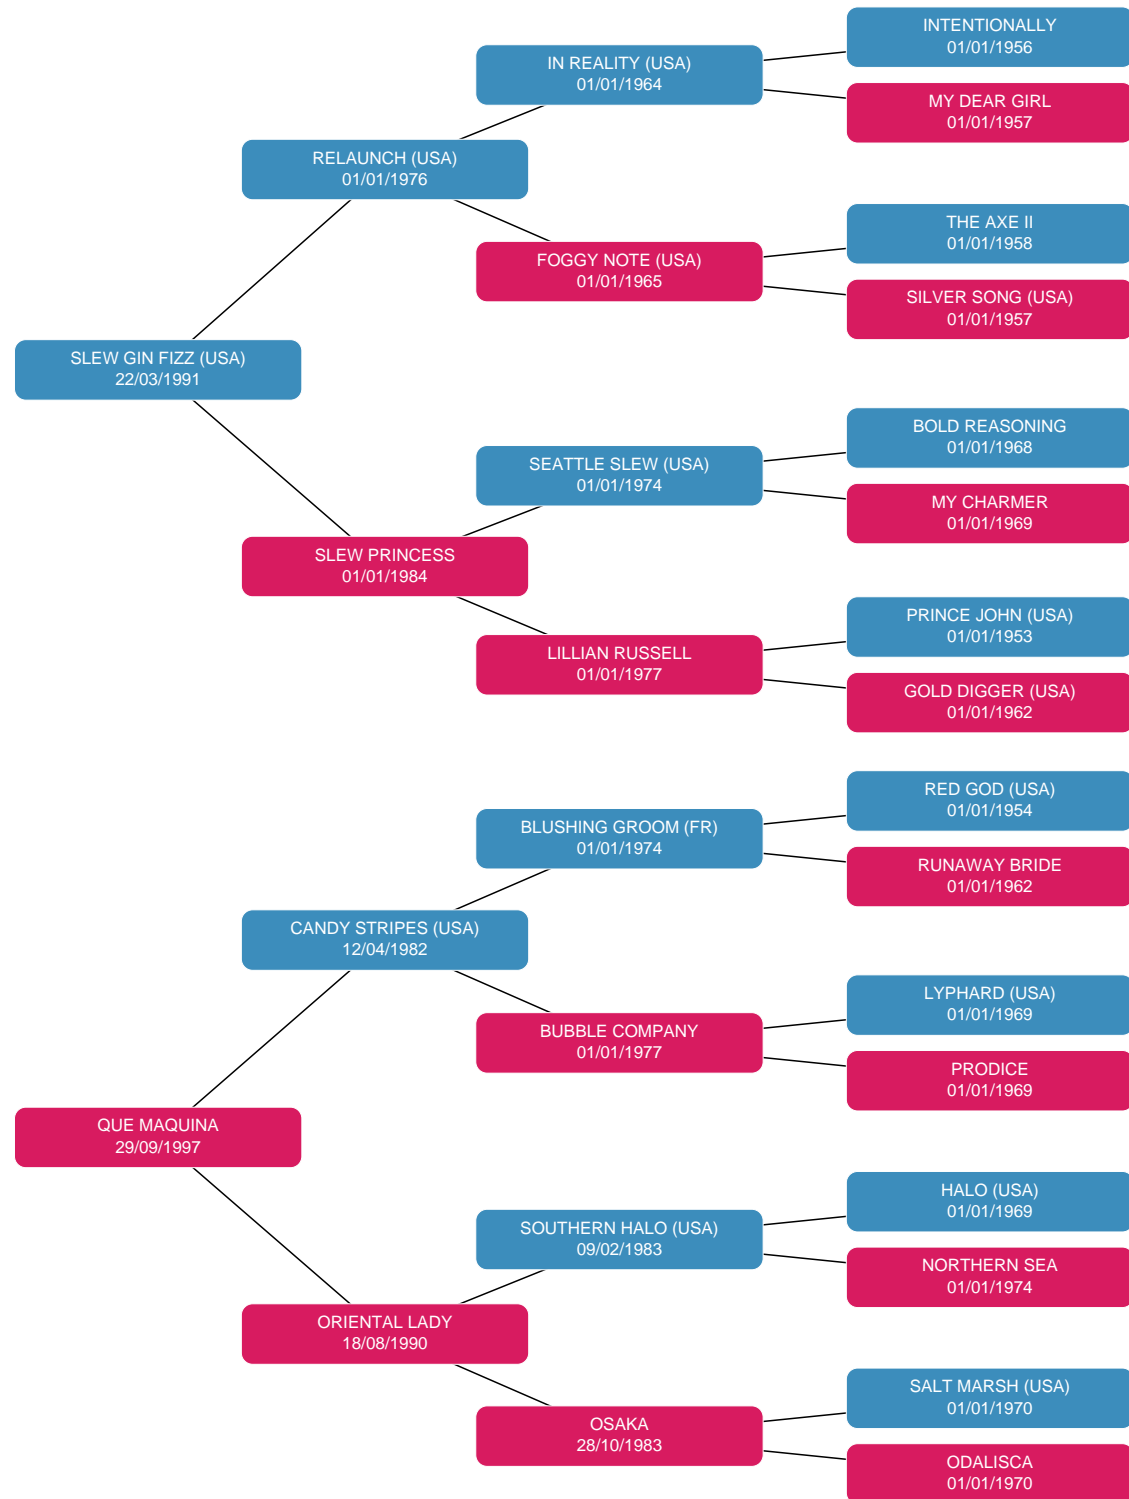 INTENTIONALLY
01/01/1956
IN REALITY (USA)
01/01/1964
MY DEAR GIRL
01/01/1957
RELAUNCH (USA)
01/01/1976
THE AXE II
01/01/1958
FOGGY NOTE (USA)
01/01/1965
SILVER SONG (USA)
01/01/1957
SLEW GIN FIZZ (USA)
22/03/1991
BOLD REASONING
01/01/1968
SEATTLE SLEW (USA)
01/01/1974
MY CHARMER
01/01/1969
SLEW PRINCESS
01/01/1984
PRINCE JOHN (USA)
01/01/1953
LILLIAN RUSSELL
01/01/1977
GOLD DIGGER (USA)
01/01/1962
RED GOD (USA)
01/01/1954
BLUSHING GROOM (FR)
01/01/1974
RUNAWAY BRIDE
01/01/1962
CANDY STRIPES (USA)
12/04/1982
LYPHARD (USA)
01/01/1969
BUBBLE COMPANY
01/01/1977
PRODICE
01/01/1969
QUE MAQUINA
29/09/1997
HALO (USA)
01/01/1969
SOUTHERN HALO (USA)
09/02/1983
NORTHERN SEA
01/01/1974
ORIENTAL LADY
18/08/1990
SALT MARSH (USA)
01/01/1970
OSAKA
28/10/1983
ODALISCA
01/01/1970